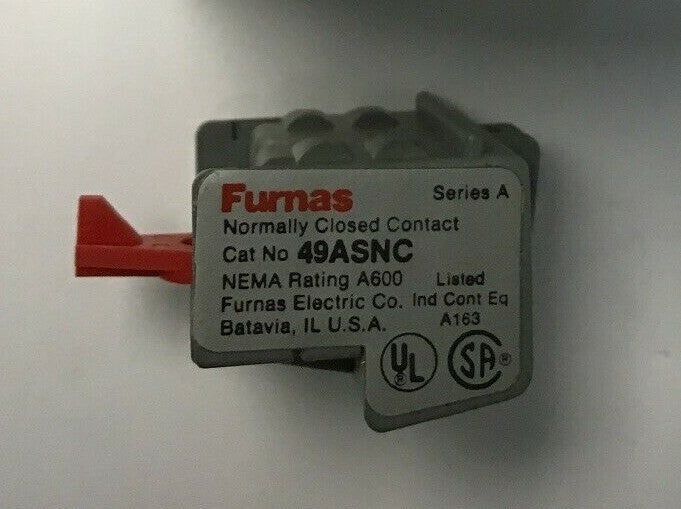 Furnas Series A
Normally Closed Contact
Cat No 49ASNC
NEMA Rating A600 Listed
Furnas Electric Co. Ind Cont Eq
Batavia, IL U.S.A. A163
UL ® SA ®